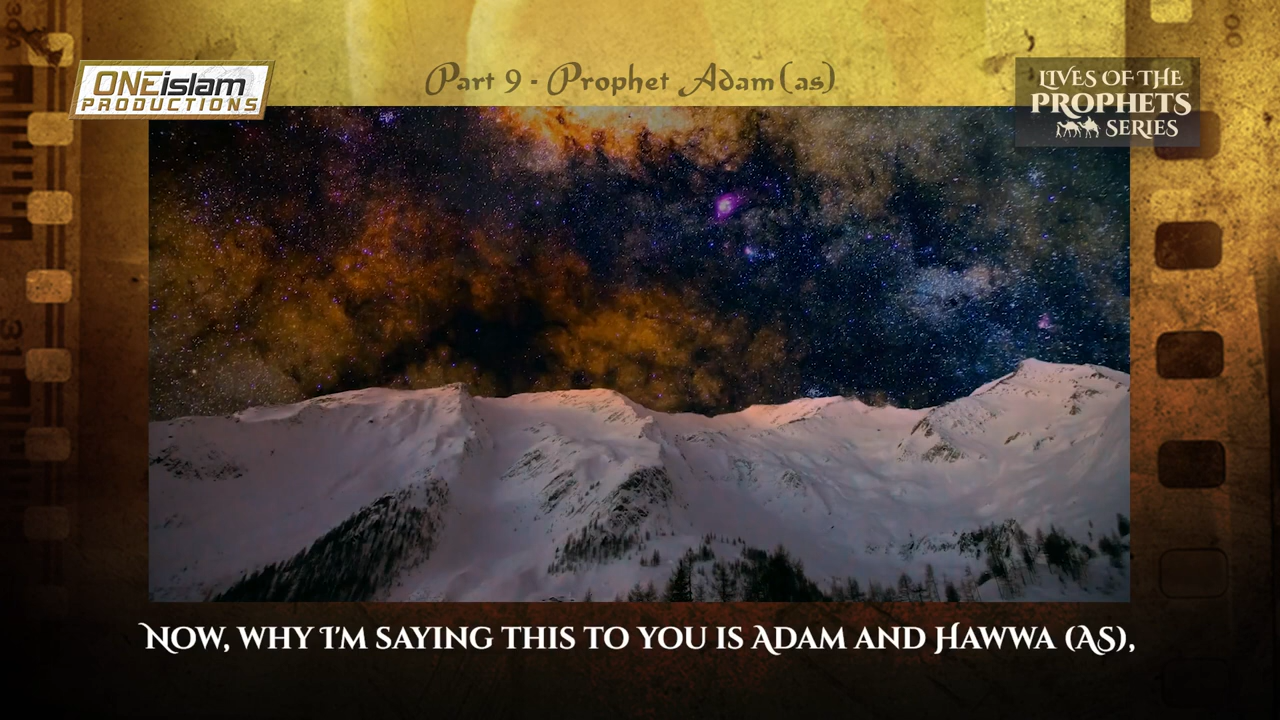 ONEislam
PRODUCTIONS
Part 9 - Prophet Adam (as)
LIVES OF THE
PROPHETS
SERIES
NOW, WHY I'M SAYING THIS TO YOU IS ADAM AND HAWWA (AS),